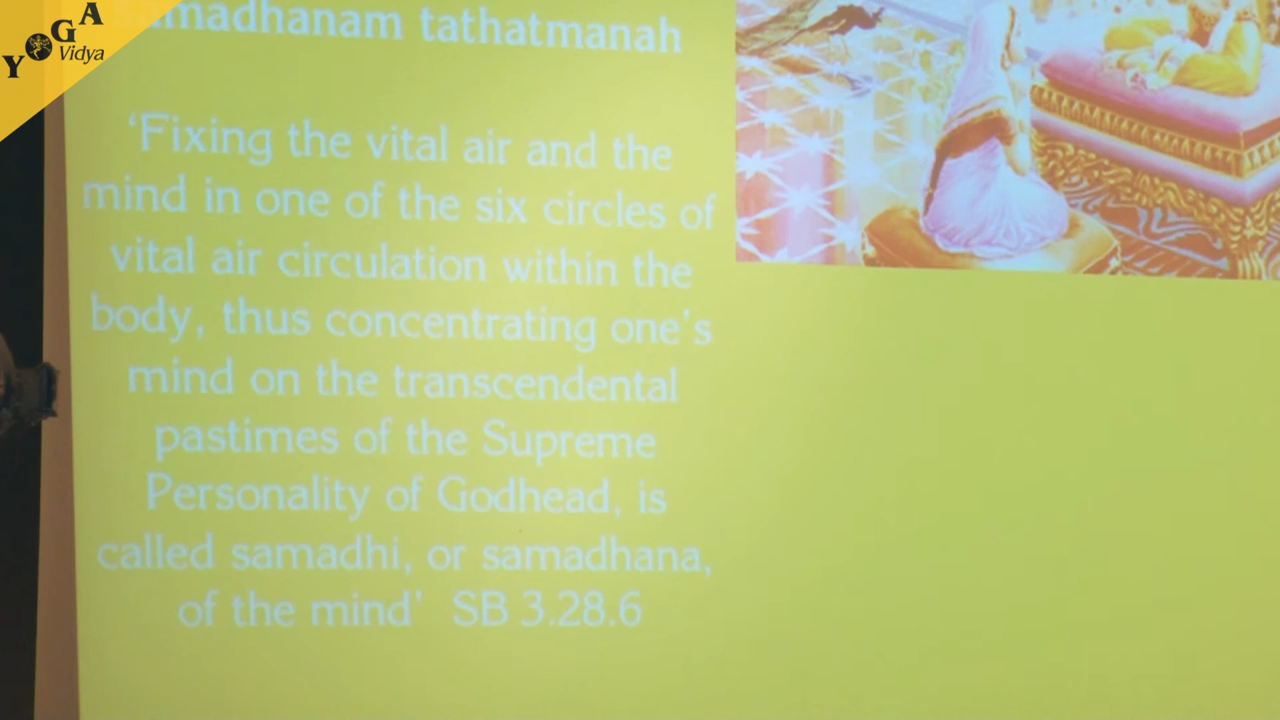 YOGA
Vidya
samadhanam tathatmanah
‘Fixing the vital air and the
mind in one of the six circles of
vital air circulation within the
body, thus concentrating one's
mind on the transcendental
pastimes of the Supreme
Personality of Godhead, is
called samadhi, or samadhana,
of the mind’ SB 3.28.6